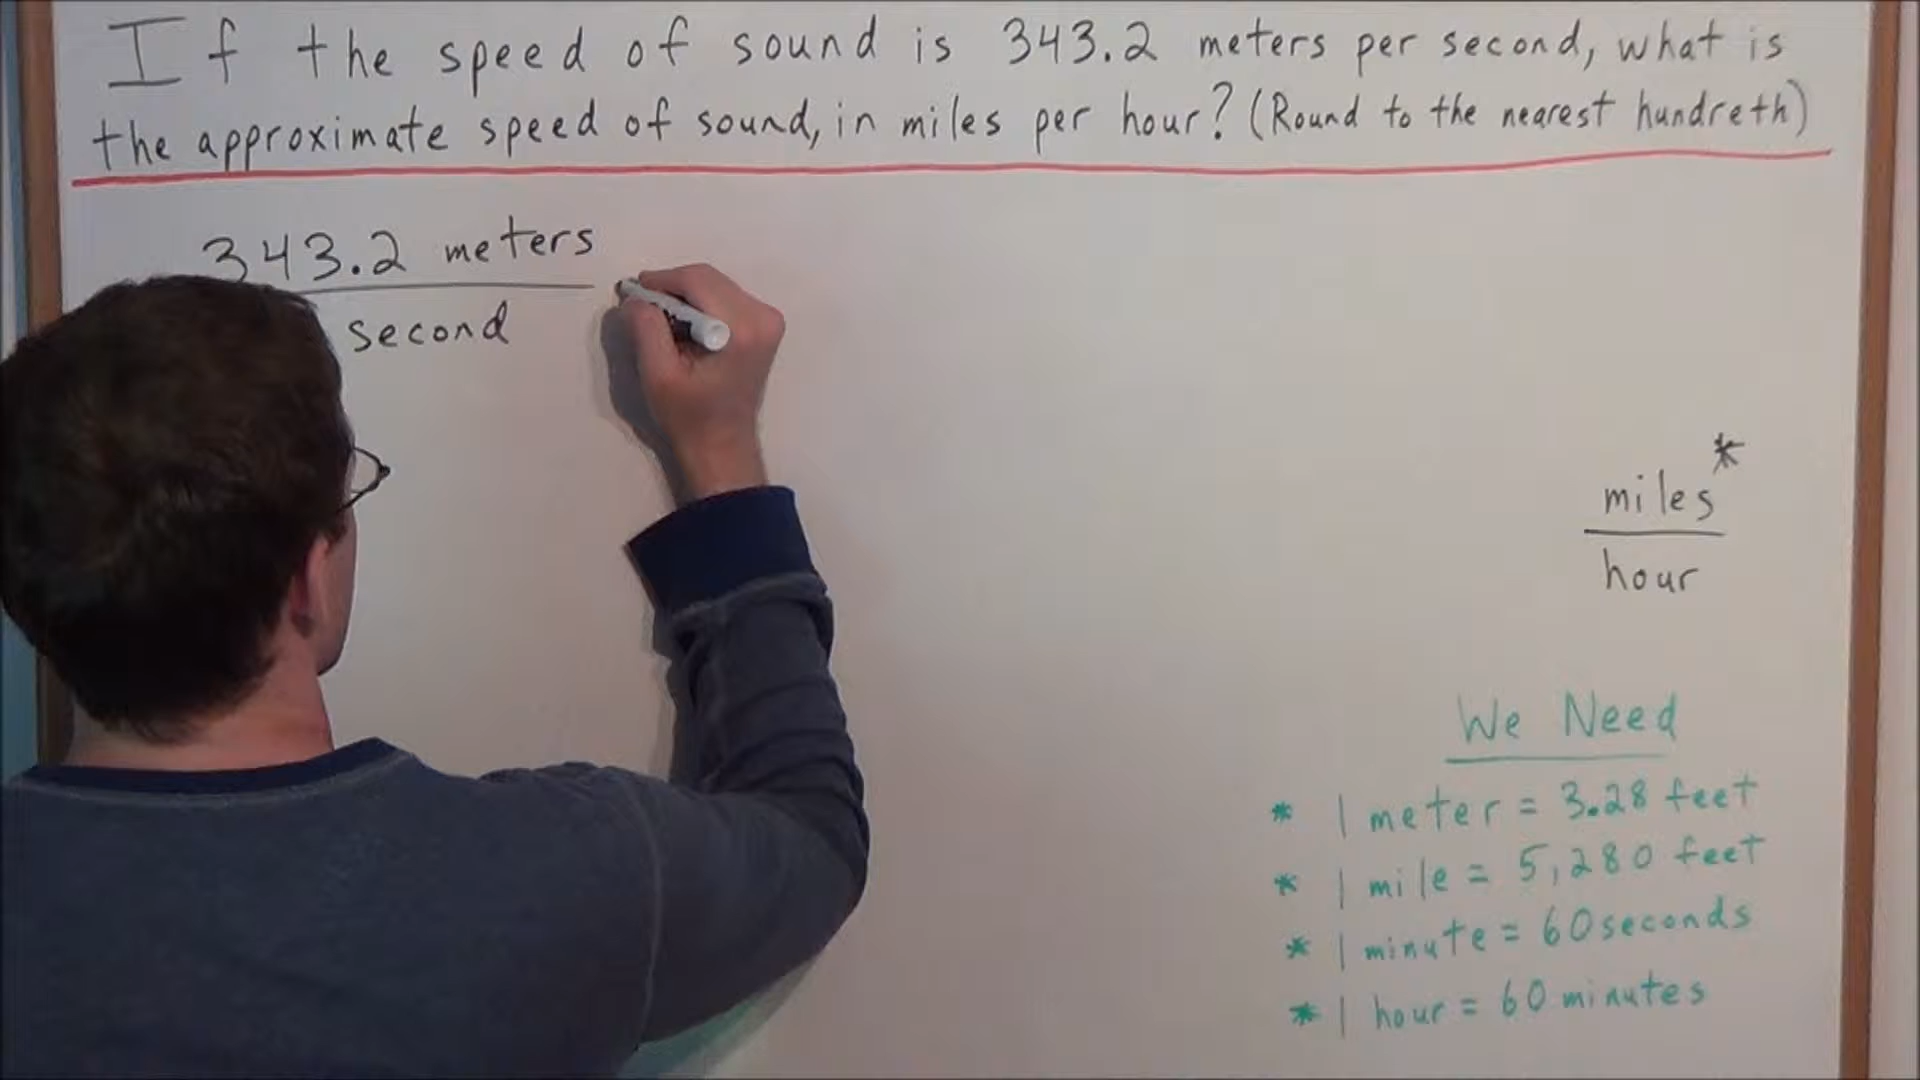 If the speed of sound is 343.2 meters per second, what is
the approximate speed of sound, in miles per hour? (Round to the nearest hundreth)
343.2 meters
second
miles*
hour
We Need
* 1 meter = 3.28 feet
* 1 mile = 5,280 feet
* 1 minute = 60 seconds
* 1 hour = 60 minutes